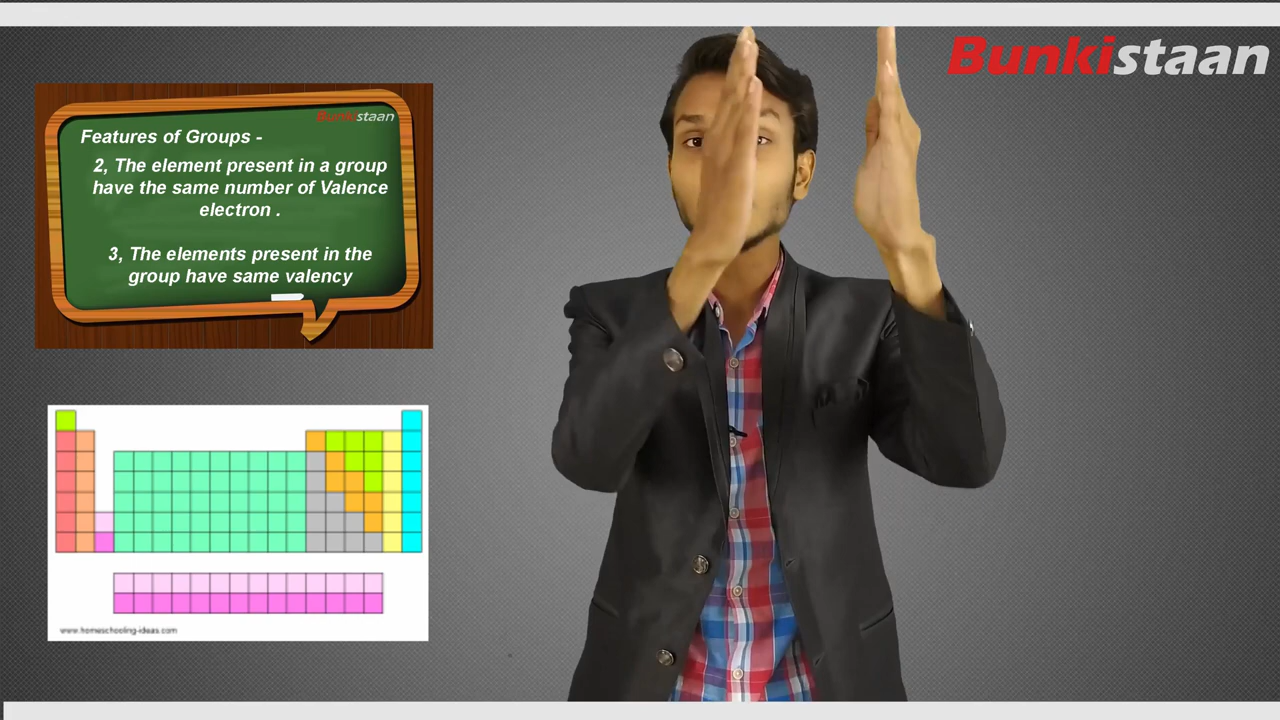 Bunkistaan
Bunkistaan
Features of Groups -
2, The element present in a group
have the same number of Valence
electron .
3, The elements present in the
group have same valency
www.homeschooling-ideas.com